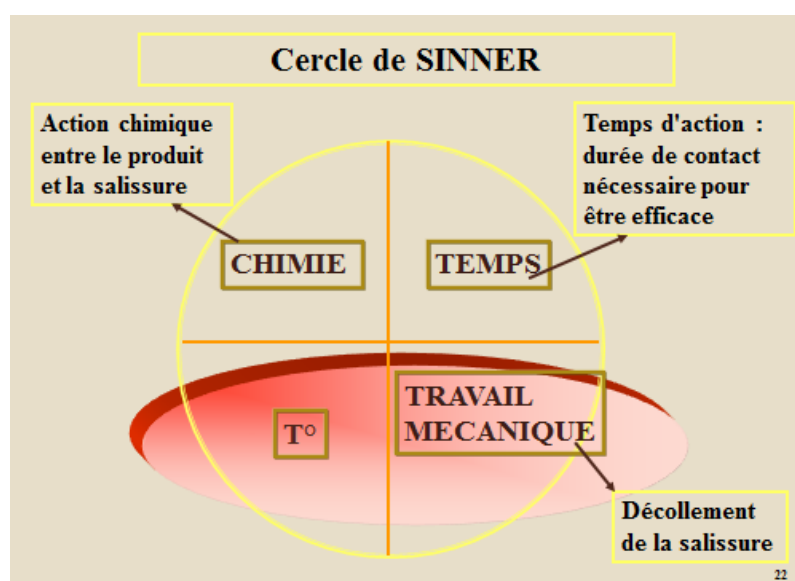 Cercle de SINNER
Action chimique
entre le produit
et la salissure
Temps d'action :
durée de contact
nécessaire pour
être efficace
CHIMIE
TEMPS
T°
TRAVAIL
MECANIQUE
Décollement
de la salissure
22